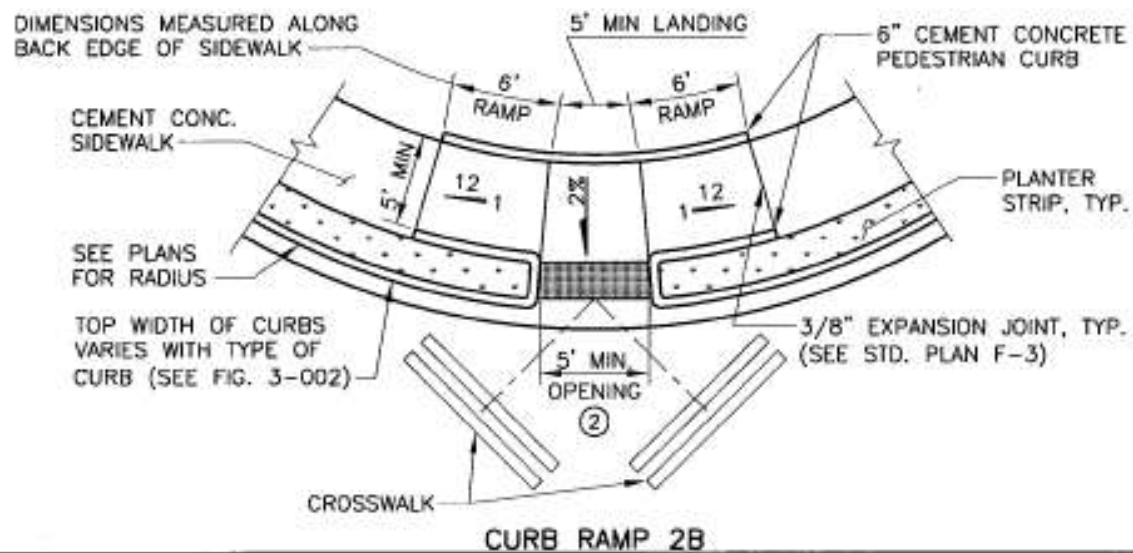 DIMENSIONS MEASURED ALONG
BACK EDGE OF SIDEWALK
5' MIN LANDING
6" CEMENT CONCRETE
PEDESTRIAN CURB
6'
RAMP
6'
RAMP
CEMENT CONC.
SIDEWALK
5' MIN
12
1
2%
12
1
PLANTER
STRIP, TYP.
SEE PLANS
FOR RADIUS
TOP WIDTH OF CURBS
VARIES WITH TYPE OF
CURB (SEE FIG. 3-002)
3/8" EXPANSION JOINT, TYP.
(SEE STD. PLAN F-3)
5' MIN.
OPENING
2
CROSSWALK
CURB RAMP 2B